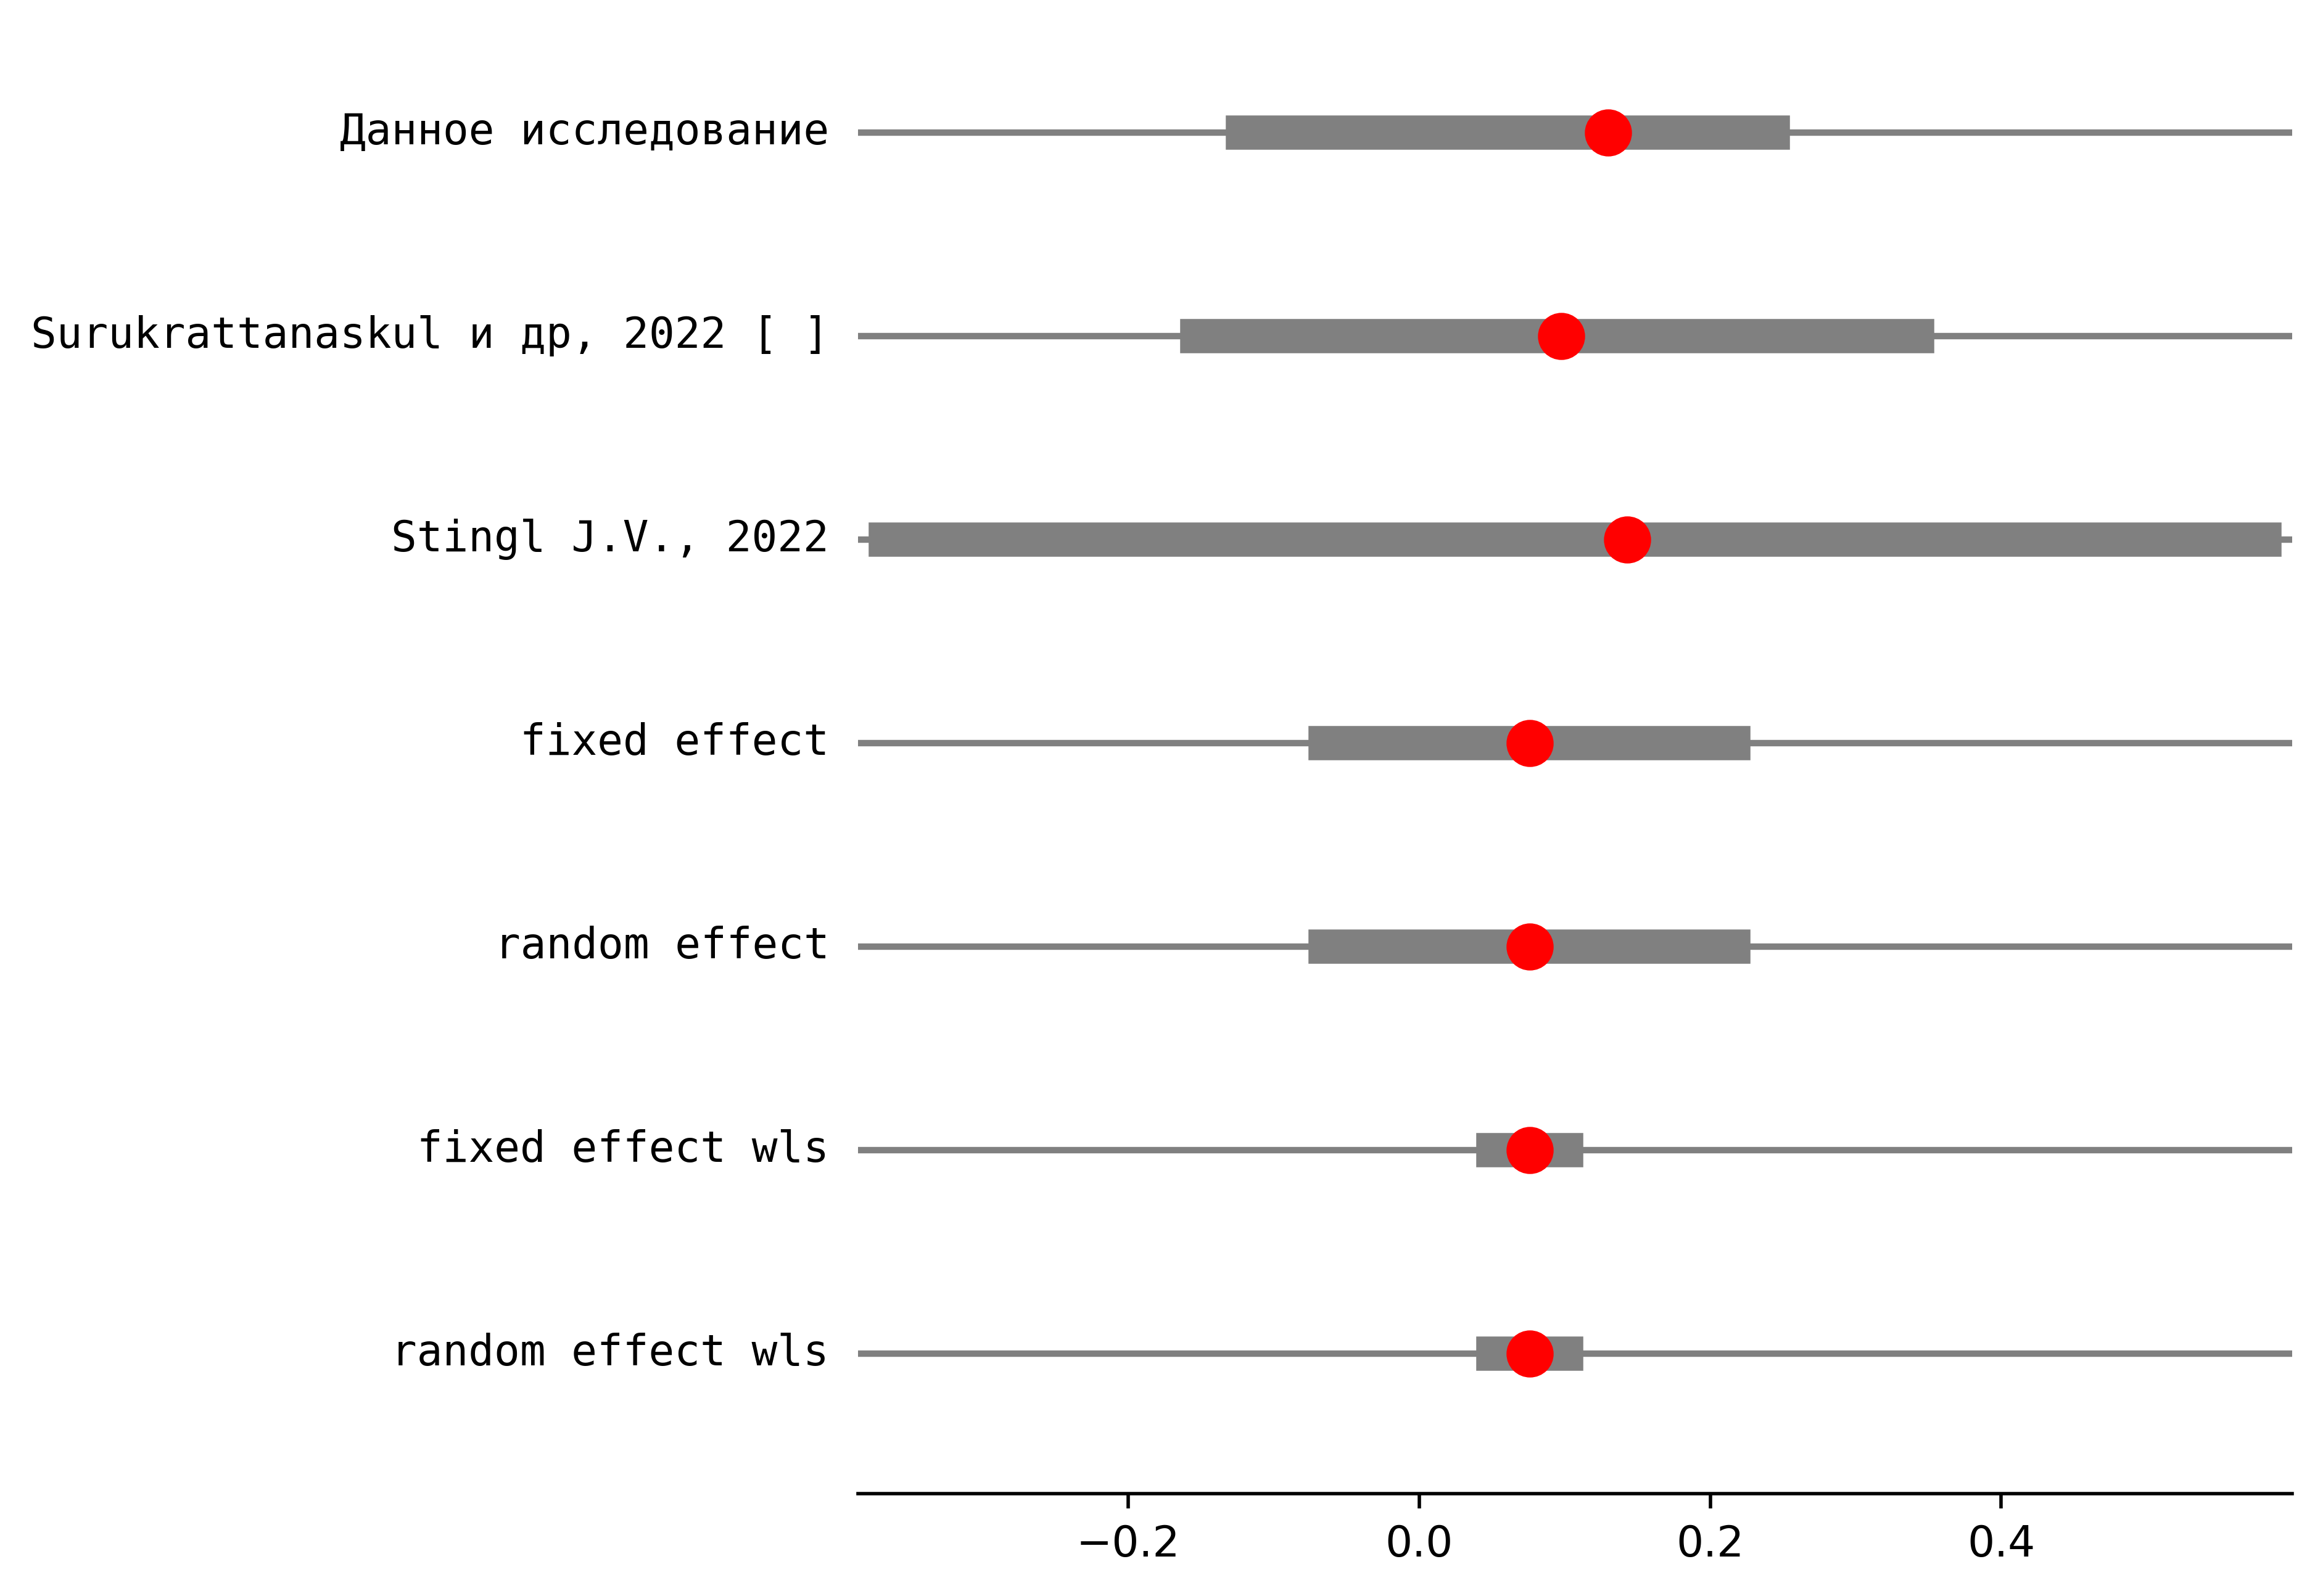 Данное исследование
Surukrattanaskul и др, 2022 [ ]
Stingl J.V., 2022
fixed effect
random effect
fixed effect wls
random effect wls
−0.2 0.0 0.2 0.4